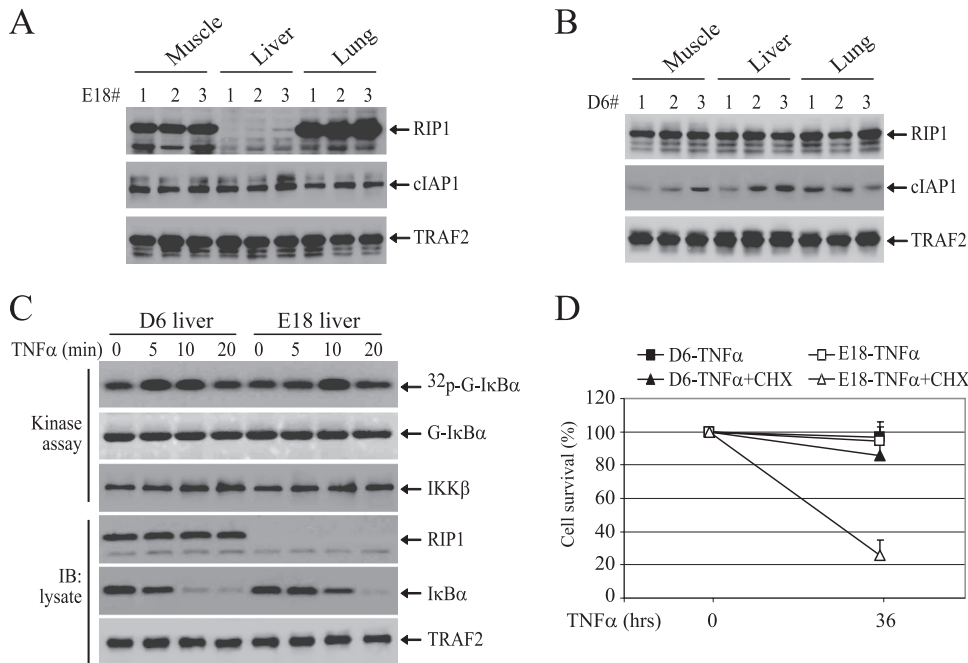 A
Muscle Liver Lung
E18# 1 2 3 1 2 3 1 2 3
RIP1
cIAP1
TRAF2
B
Muscle Liver Lung
D6# 1 2 3 1 2 3 1 2 3
RIP1
cIAP1
TRAF2
C
D6 liver E18 liver
TNFα (min) 0 5 10 20 0 5 10 20
Kinase assay
32p-G-IκBα
G-IκBα
IKKβ
IB: lysate
RIP1
IκBα
TRAF2
D
D6-TNFα E18-TNFα
D6-TNFα+CHX E18-TNFα+CHX
Cell survival (%)
120
100
80
60
40
20
0
TNFα (hrs) 0 36